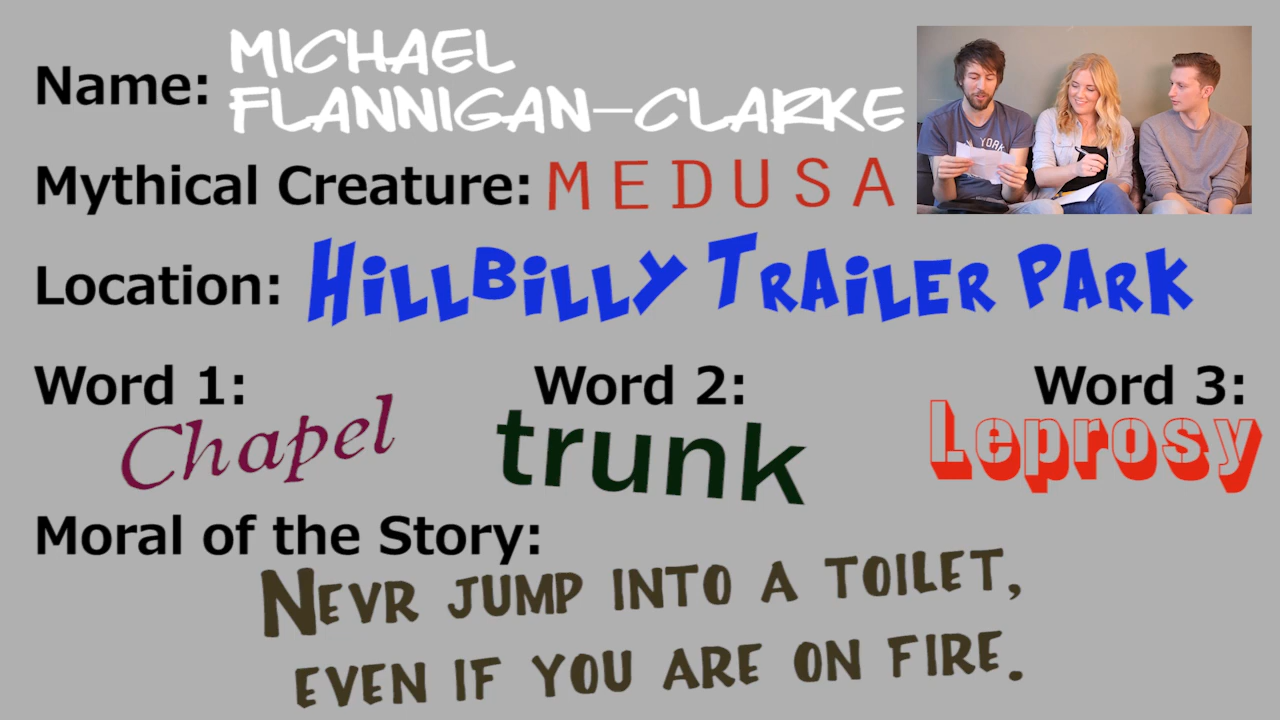 Name: MICHAEL
FLANNIGAN-CLARKE
Mythical Creature: MEDUSA
Location: HiLLBiLLY TRAiLER PARK
Word 1: Word 2: Word 3:
Chapel trunk Leprosy
Moral of the Story:
NEVR JUMP INTO A TOILET,
EVEN IF YOU ARE ON FIRE.
YORK